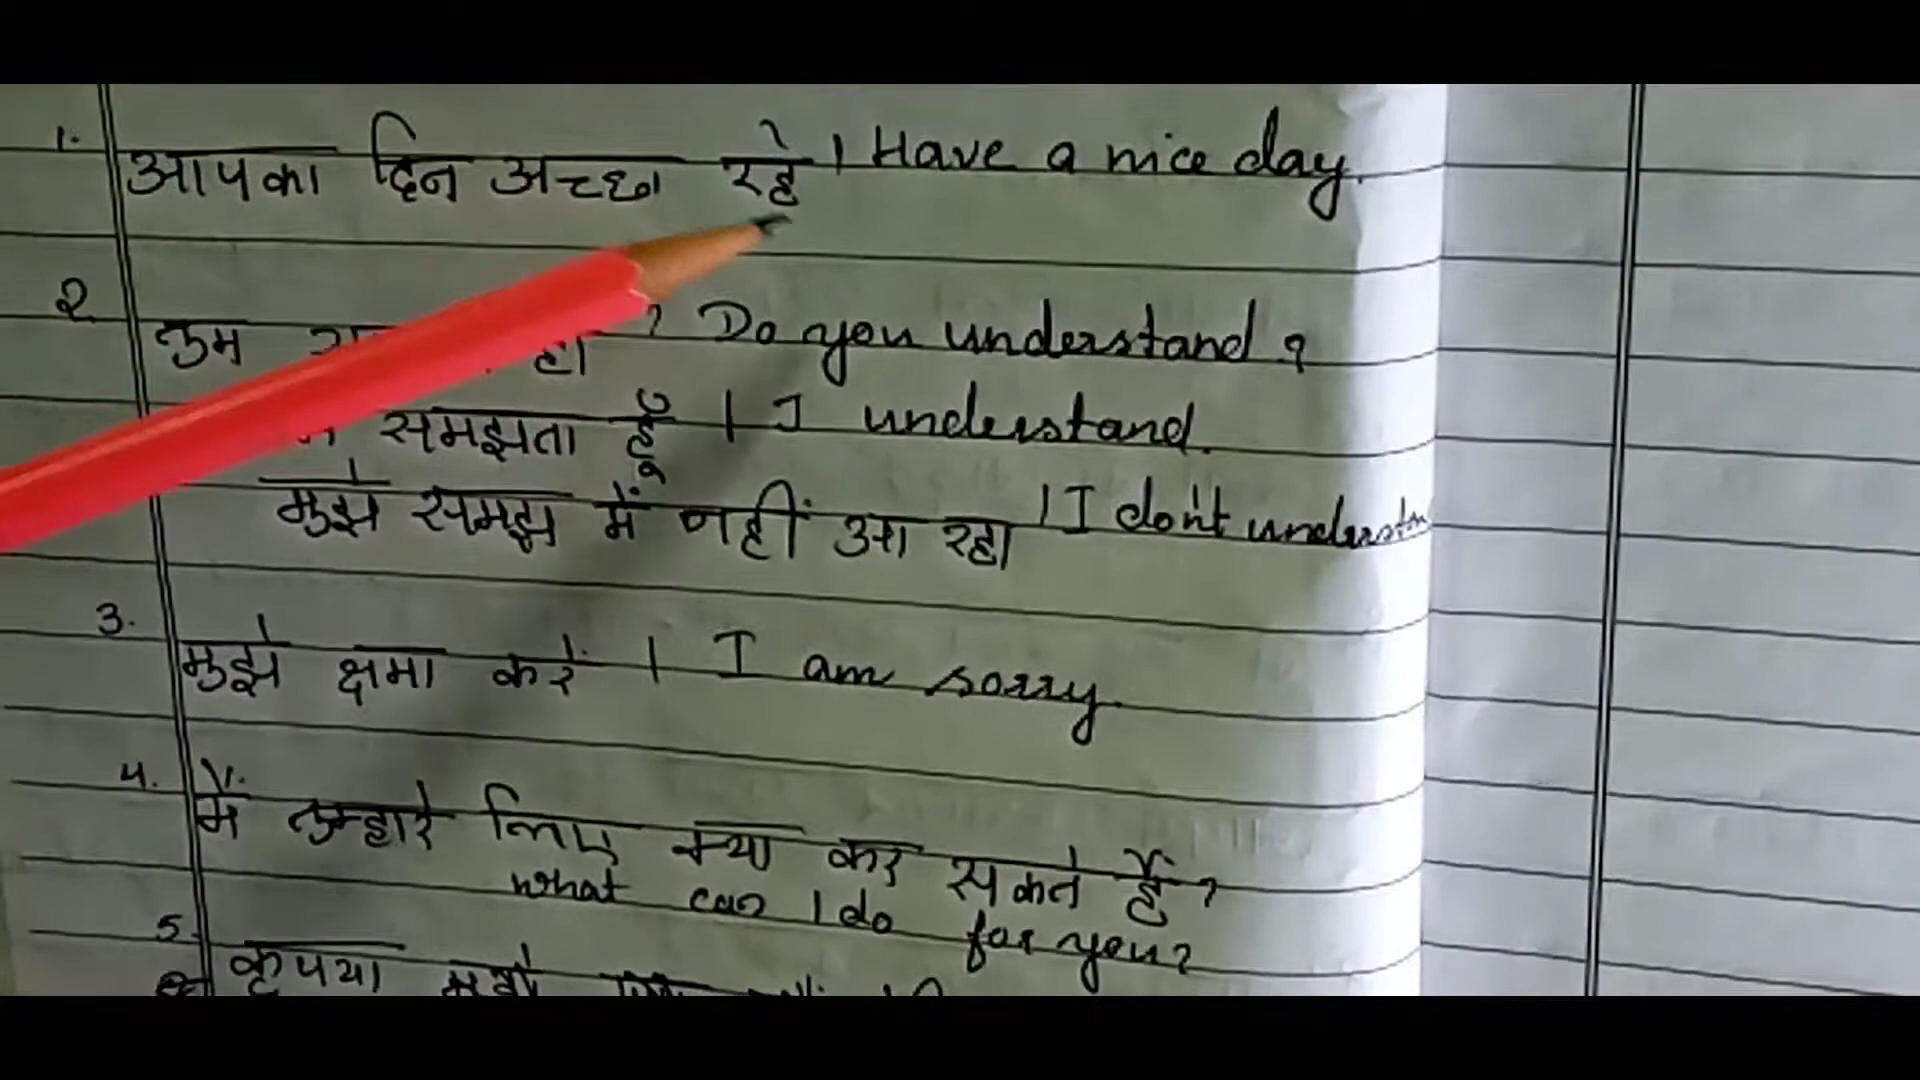 1. आपका दिन अच्छा रहे । Have a nice day.
2 तुम हो ? Do you understand ?
समझता हूँ । I understand.
मुझे समझ में नहीं आ रहा । I don't
3. मुझे क्षमा करें । I am sorry
4. मैं तुम्हारे लिए क्या कर सकते हैं ?
what can I do for you?
5. कृपया मुझे